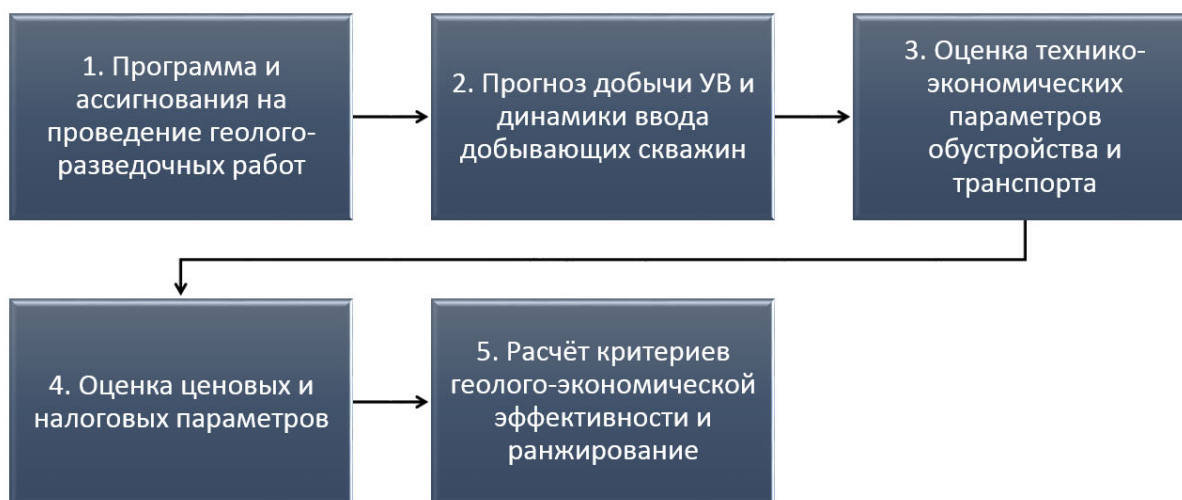 1. Программа и
ассигнования на
проведение геолого-
разведочных работ
2. Прогноз добычи УВ и
динамики ввода
добывающих скважин
3. Оценка технико-
экономических
параметров
обустройства и
транспорта
4. Оценка ценовых и
налоговых параметров
5. Расчёт критериев
геолого-экономической
эффективности и
ранжирование